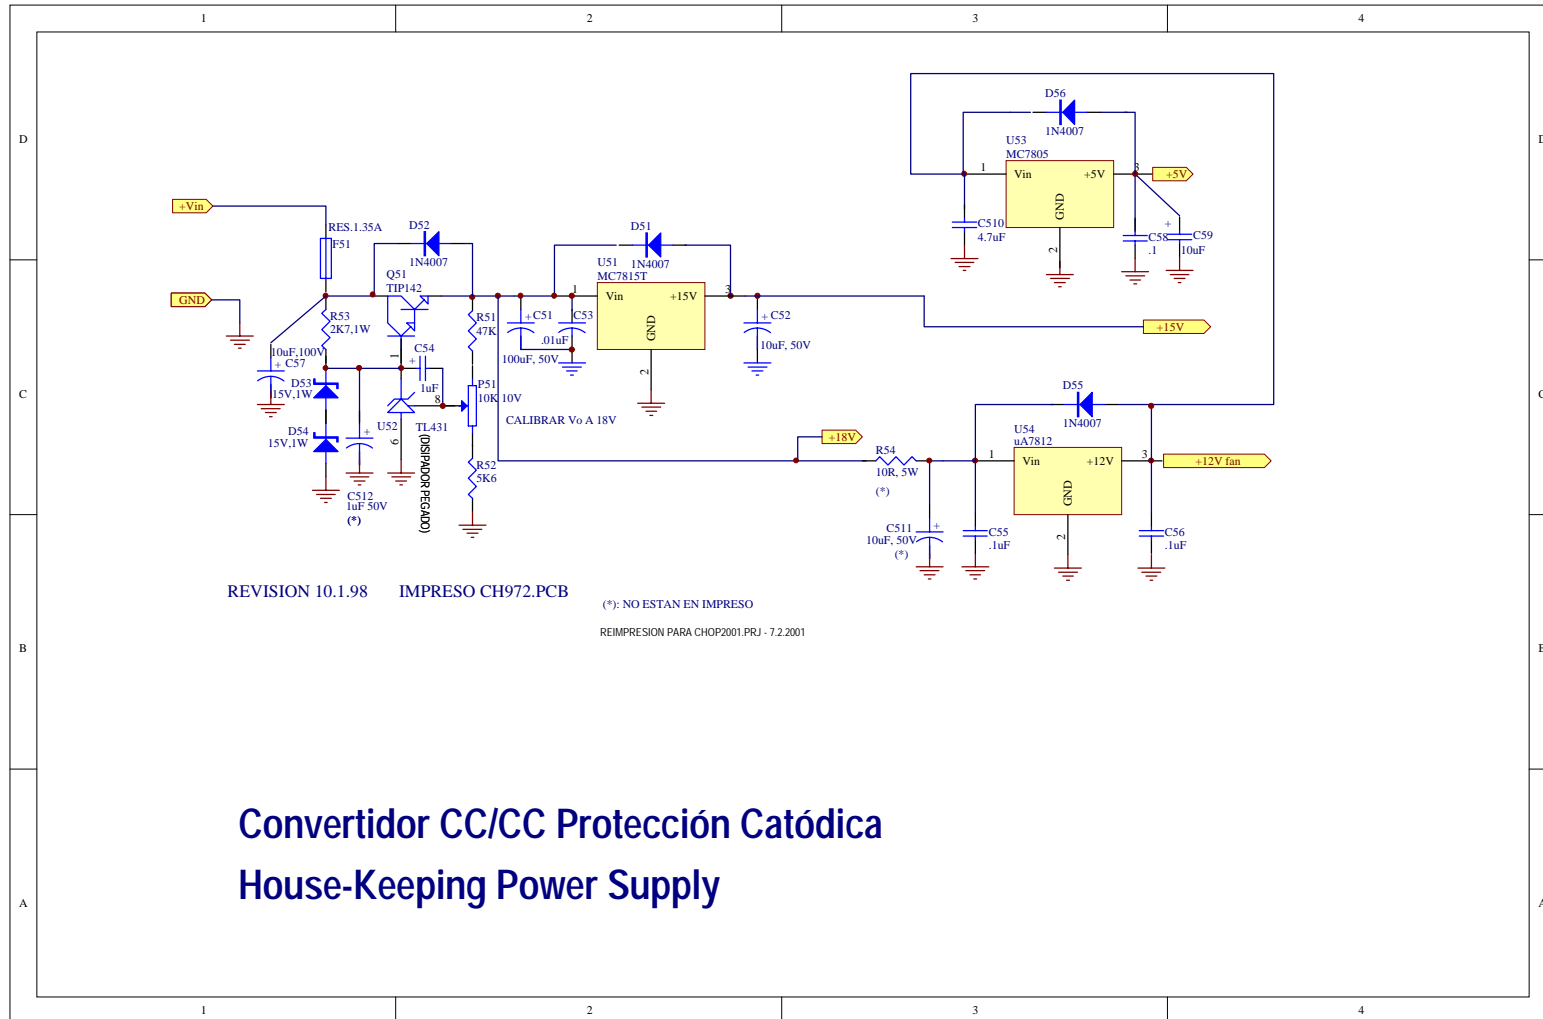 1 2 3 4
D D
D56
1N4007
U53
MC7805
1 Vin +5V 3 +5V
GND
2
C510
4.7uF
C58
.1
+
C59
10uF
+Vin
RES.1.35A
F51
D52
1N4007
D51
1N4007
Q51
TIP142
U51
MC7815T
1 Vin +15V 3
GND
2
GND
R53
2K7,1W
R51
47K
+ C51
100uF, 50V
C53
.01uF
+ C52
10uF, 50V
+15V
10uF,100V
+ C57
1
C54
+
1uF
8
C C
D53
15V,1W
P51
10K 10V
D55
1N4007
CALIBRAR Vo A 18V
U52
TL431
6
(DISIPADOR PEGADO)
D54
15V,1W
+
+18V
R54
10R, 5W
(*)
U54
uA7812
1 Vin +12V 3 +12V fan
GND
2
R52
5K6
C512
1uF 50V
(*)
C511
10uF, 50V
+
(*)
C55
.1uF
C56
.1uF
REVISION 10.1.98 IMPRESO CH972.PCB
(*): NO ESTAN EN IMPRESO
REIMPRESION PARA CHOP2001.PRJ - 7.2.2001
B B
Convertidor CC/CC Protección Catódica
House-Keeping Power Supply
A A
1 2 3 4